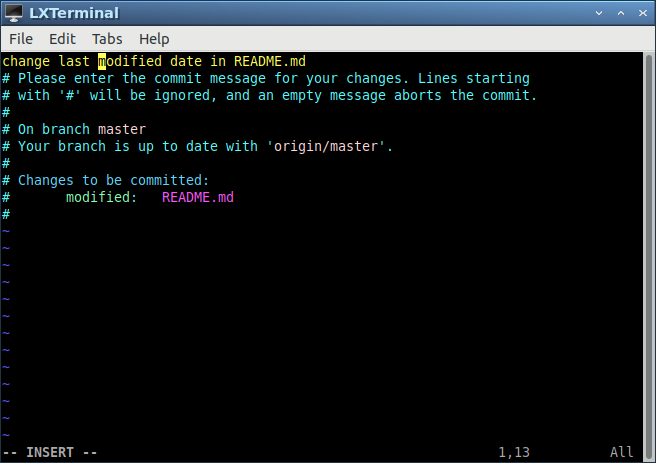 LXTerminal
File Edit Tabs Help
change last modified date in README.md
# Please enter the commit message for your changes. Lines starting
# with '#' will be ignored, and an empty message aborts the commit.
#
# On branch master
# Your branch is up to date with 'origin/master'.
#
# Changes to be committed:
#       modified:   README.md
#
~
~
~
~
~
~
~
~
~
~
~
~
~
-- INSERT --                                                  1,13          All